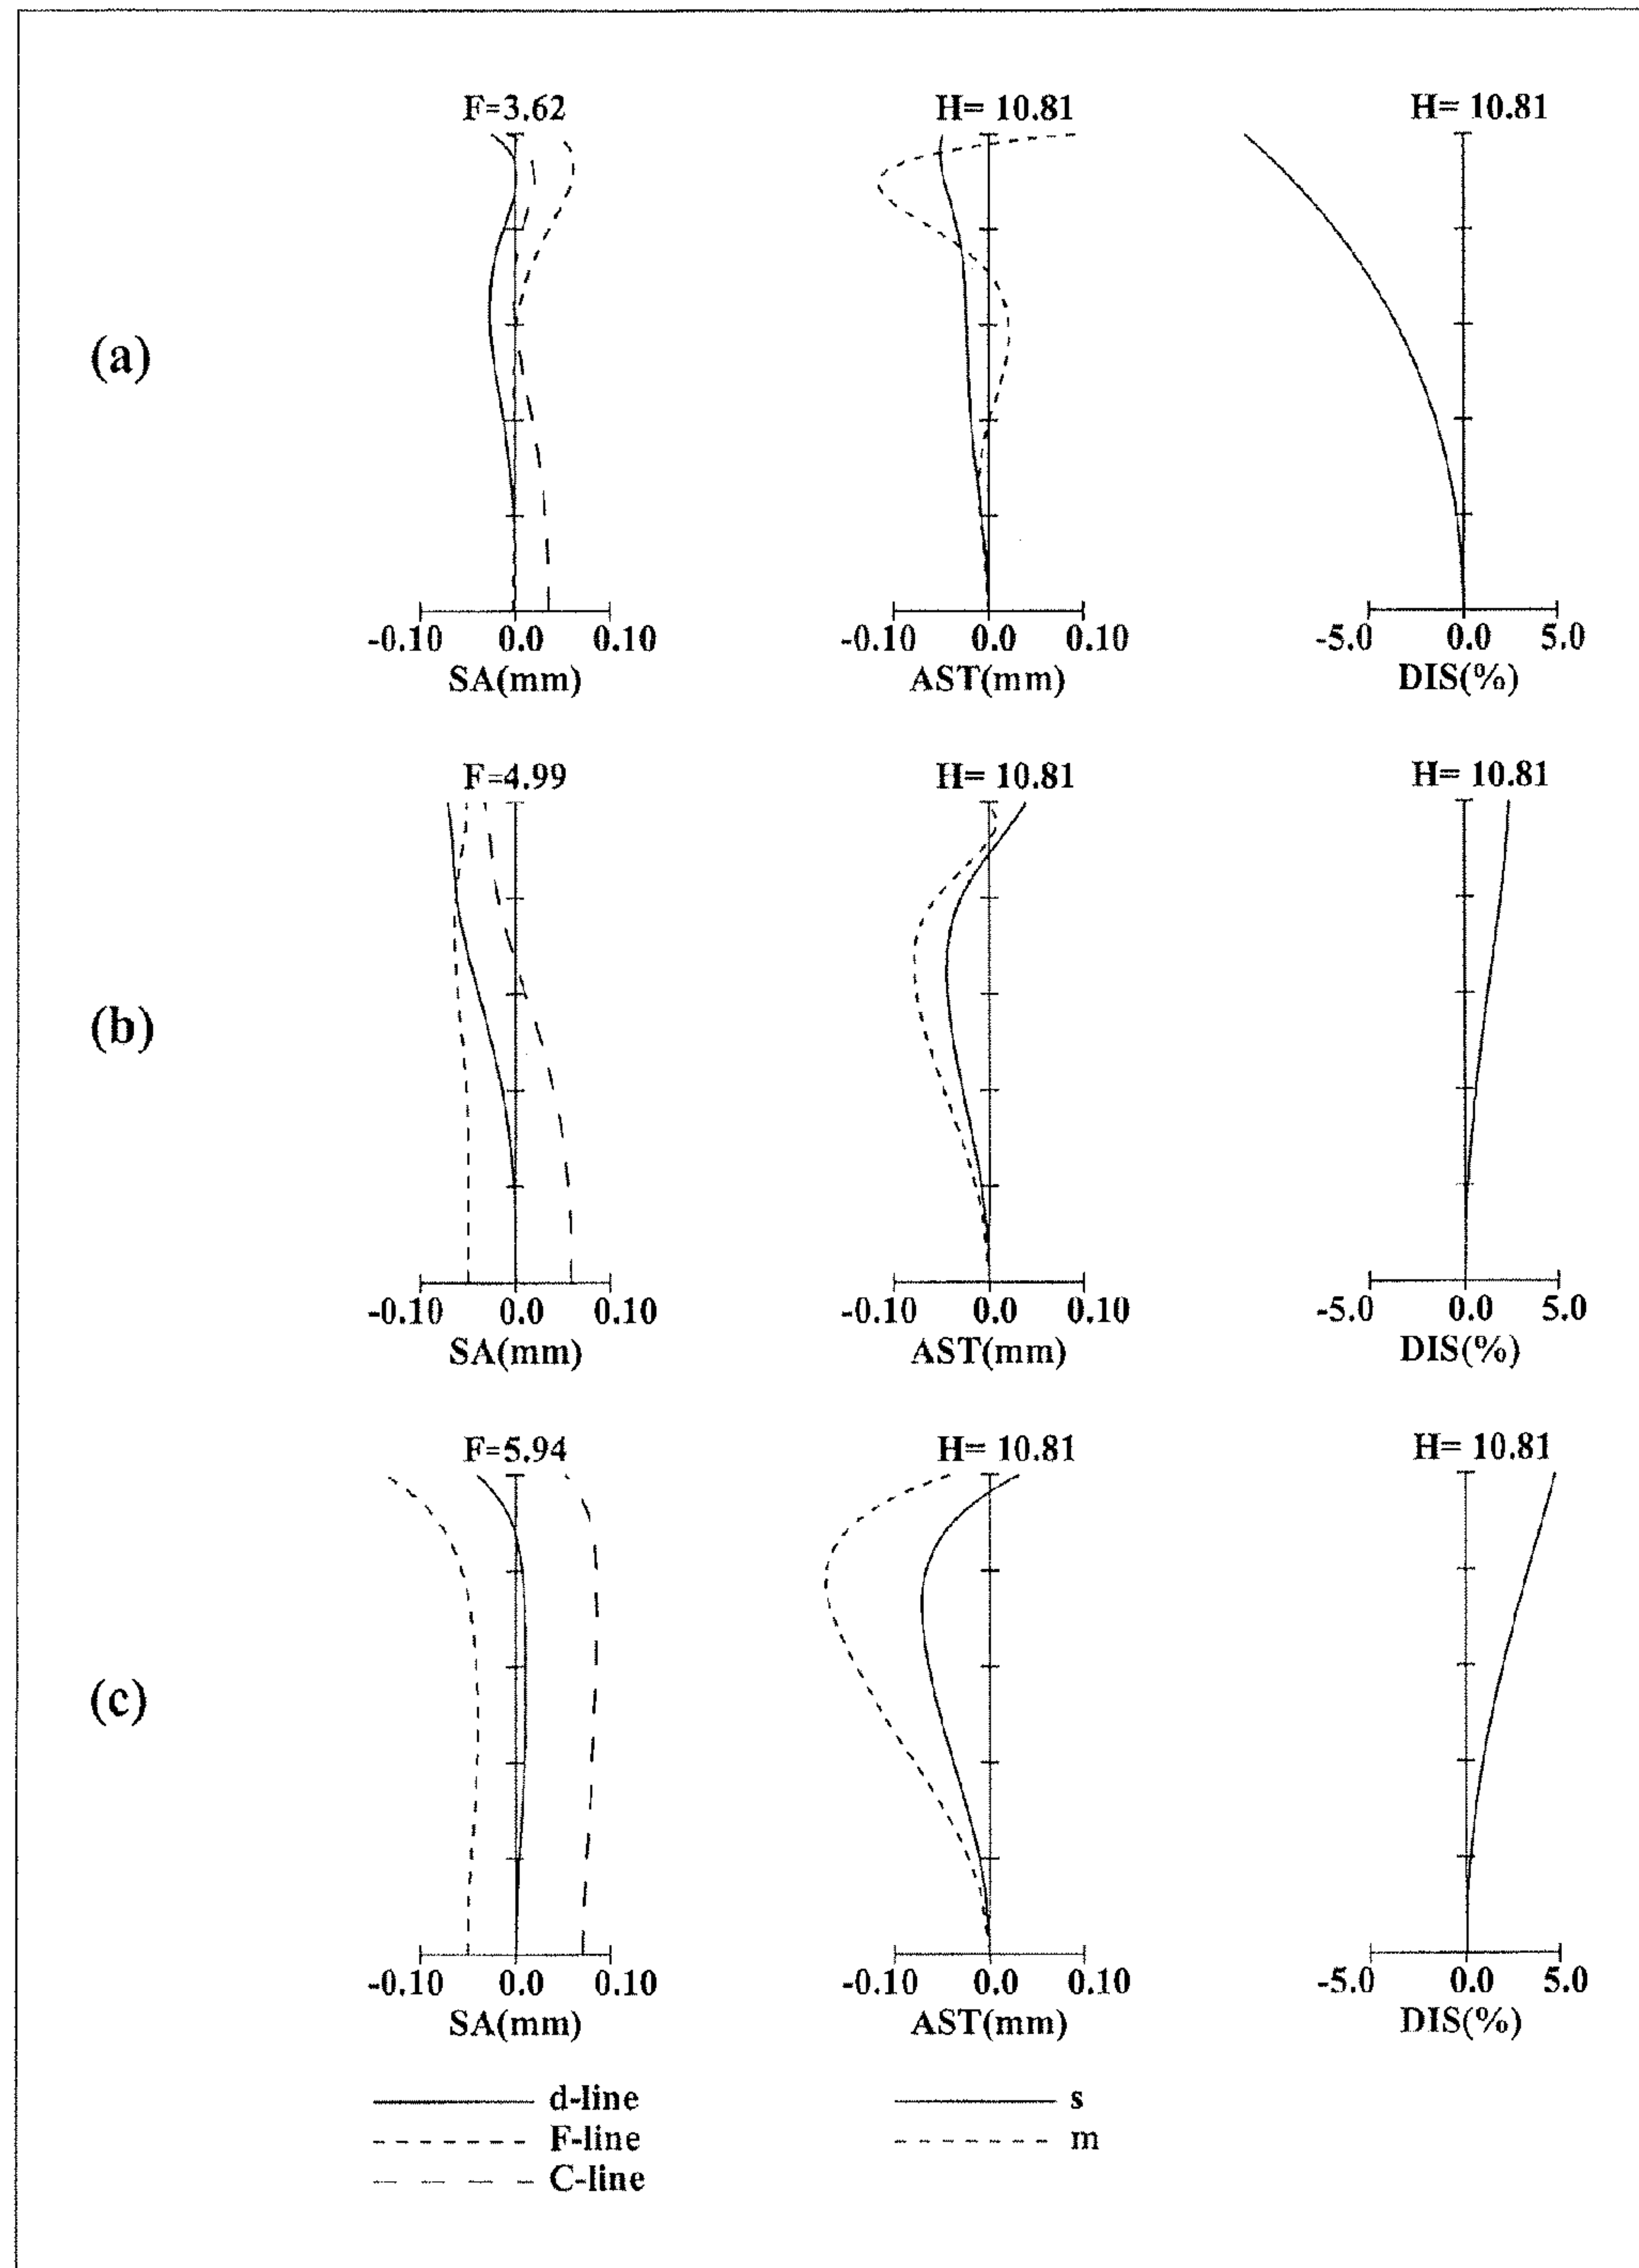 F=3.62 H= 10.81 H= 10.81
(a)
-0.10 0.0 0.10 -0.10 0.0 0.10 -5.0 0.0 5.0
SA(mm) AST(mm) DIS(%)
F=4.99 H= 10.81 H= 10.81
(b)
-0.10 0.0 0.10 -0.10 0.0 0.10 -5.0 0.0 5.0
SA(mm) AST(mm) DIS(%)
F=5.94 H= 10.81 H= 10.81
(c)
-0.10 0.0 0.10 -0.10 0.0 0.10 -5.0 0.0 5.0
SA(mm) AST(mm) DIS(%)
d-line s
F-line m
C-line